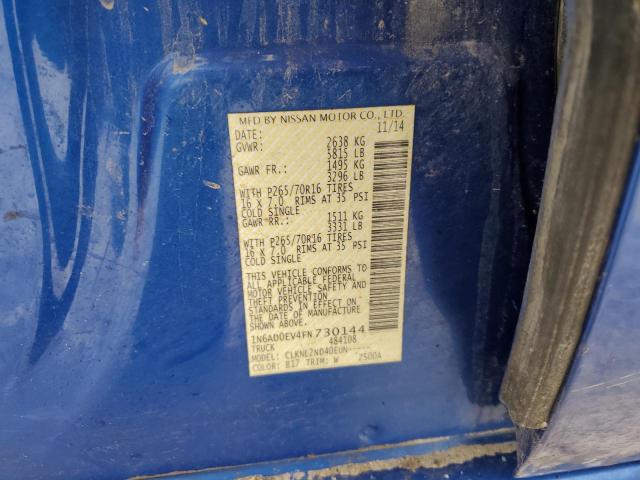 MFD BY NISSAN MOTOR CO., LTD.
DATE: 11/14
GVWR: 2638 KG
5815 LB
GAWR FR.: 1495 KG
3296 LB
WITH P265/70R16 TIRES
16 X 7.0 RIMS AT 35 PSI
COLD SINGLE
GAWR RR.: 1511 KG
3331 LB
WITH P265/70R16 TIRES
16 X 7.0 RIMS AT 35 PSI
COLD SINGLE
THIS VEHICLE CONFORMS TO
ALL APPLICABLE FEDERAL
MOTOR VEHICLE SAFETY AND
THEFT PREVENTION
STANDARDS IN EFFECT ON
THE DATE OF MANUFACTURE
1N6AD0EV4FN730144
TRUCK 484108
MODEL: CLKNLZND4DEUN-----
COLOR: B17 TRIM: W 2500A